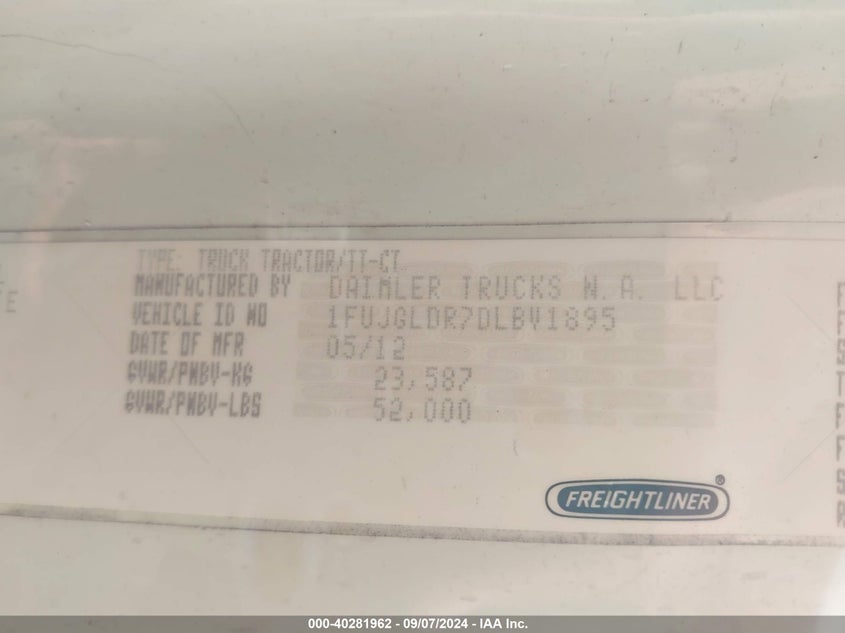 TYPE: TRUCK TRACTOR/TT-CT
MANUFACTURED BY DAIMLER TRUCKS N.A. LLC
VEHICLE ID NO 1FUJGLDR7DLBV1895
DATE OF MFR 05/12
GVWR/PNBV-KG 23,587
GVWR/PNBV-LBS 52,000
FREIGHTLINER®
000-40281962 - 09/07/2024 - IAA Inc.